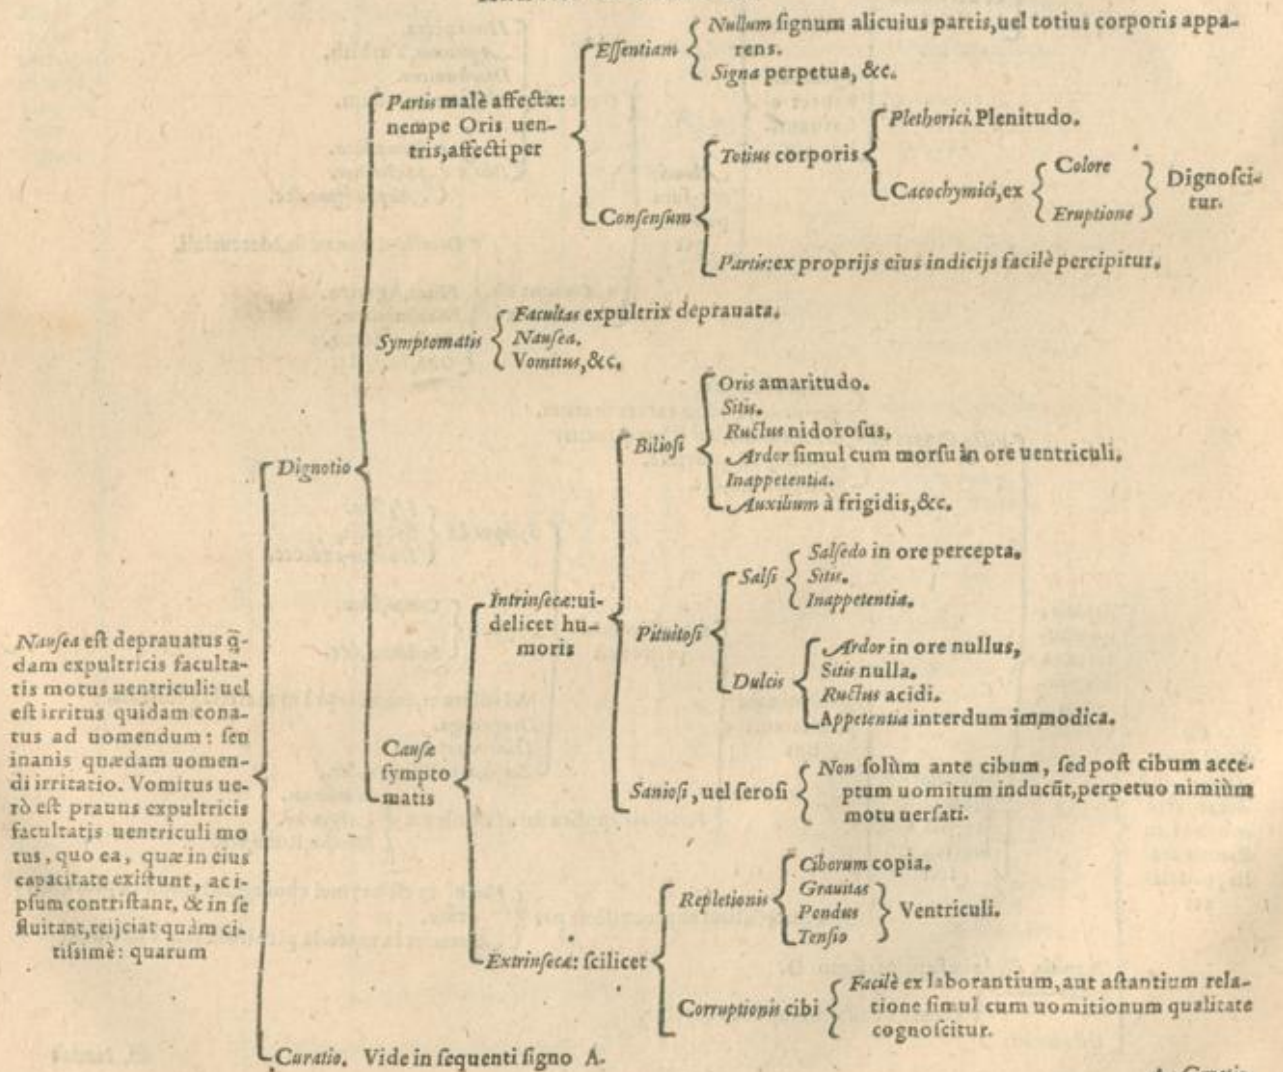 Nausea est deprauatus q̃-
dam expultricis faculta-
tis motus uentriculi: uel
est irritus quidam cona-
tus ad uomendum: seu
inanis quædam uomen-
di irritatio. Vomitus ue-
rò est prauus expultricis
facultatis uentriculi mo
tus, quo ea, quæ in eius
capacitate existunt, ac i-
psum contristant, & in se
fluitant, reijciat quàm ci-
tissimè: quarum
Dignotio
Partis malè affectæ:
nempe Oris uen-
tris, affecti per
Essentiam
Nullum signum alicuius partis, uel totius corporis appa-
rens.
Signa perpetua, &c.
Consensum
Totius corporis
Plethorici. Plenitudo.
Cacochymici, ex
Colore
Eruptione
Dignosci-
tur.
Partis: ex proprijs eius indicijs facilè percipitur.
Symptomatis
Facultas expultrix deprauata.
Nausea.
Vomitus, &c.
Causæ
sympto
matis
Intrinsecæ: ui-
delicet hu-
moris
Biliosi
Oris amaritudo.
Sitis.
Ructus nidorosus,
Ardor simul cum morsu in ore uentriculi.
Inappetentia.
Auxilium à frigidis, &c.
Pituitosi
Salsi
Salsedo in ore percepta.
Sitis.
Inappetentia.
Dulcis
Ardor in ore nullus,
Sitis nulla.
Ructus acidi.
Appetentia interdum immodica.
Saniosi, uel serosi
Non solùm ante cibum, sed post cibum acce-
ptum uomitum inducũt, perpetuo nimiùm
motu uersati.
Extrinsecæ: scilicet
Repletionis
Ciborum copia.
Grauitas
Pondus
Tensio
Ventriculi.
Corruptionis cibi
Facilè ex laborantium, aut astantium rela-
tione simul cum uomitionum qualitate
cognoscitur.
Curatio. Vide in sequenti signo A.